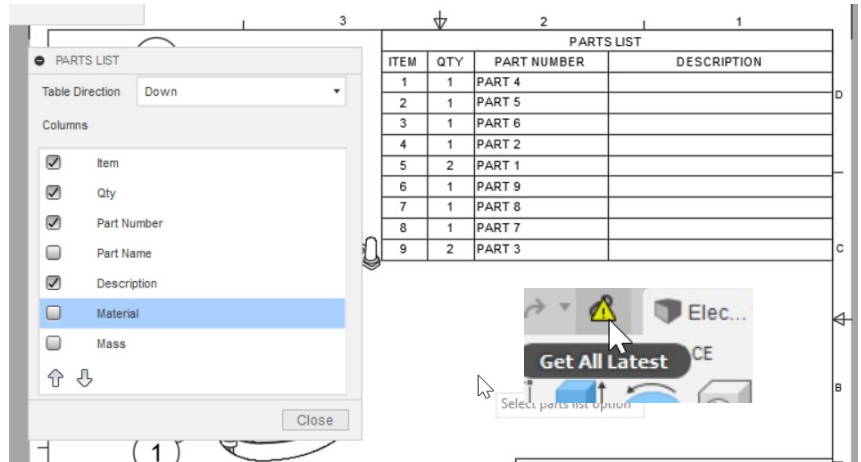 3 2 1
PARTS LIST
ITEM QTY PART NUMBER DESCRIPTION
1 1 PART 4
2 1 PART 5
3 1 PART 6
4 1 PART 2
5 2 PART 1
6 1 PART 9
7 1 PART 8
8 1 PART 7
9 2 PART 3
D
C
B
PARTS LIST
Table Direction Down
Columns
Item
Qty
Part Number
Part Name
Description
Material
Mass
Close
1
Elec...
Get All Latest
CE
Select parts list option